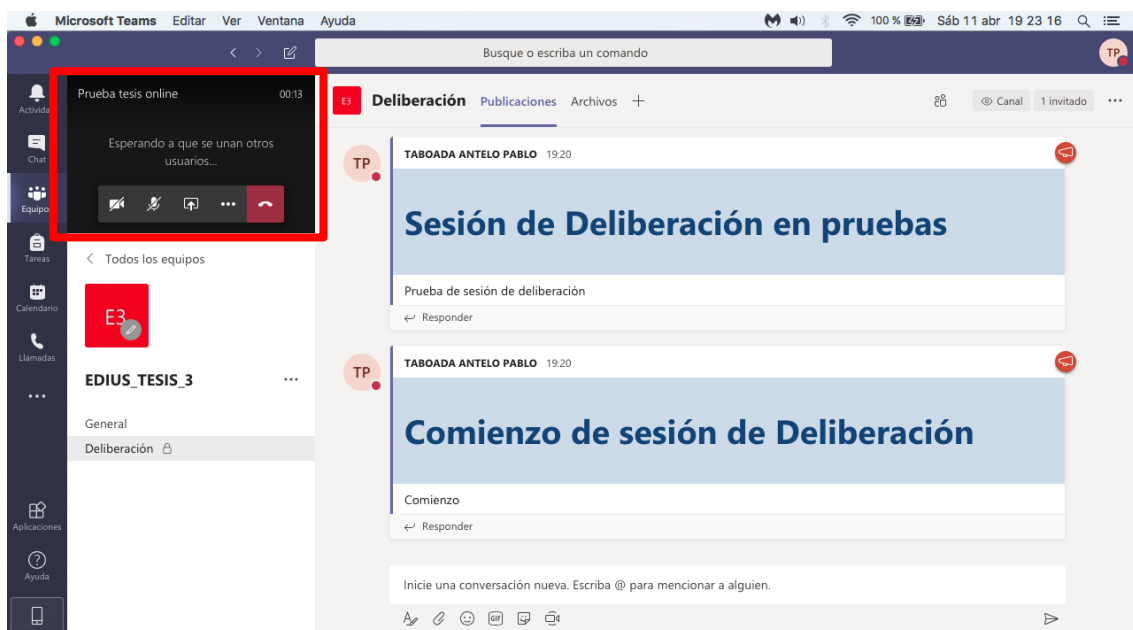 Microsoft Teams Editar Ver Ventana Ayuda 100 % Sáb 11 abr 19 23 16
Busque o escriba un comando
TP
Activida
Chat
Equipo
Tareas
Calendario
Llamadas
Aplicaciones
Ayuda
Prueba tesis online 00:13
Esperando a que se unan otros
usuarios...
Todos los equipos
E3
EDIUS_TESIS_3
General
Deliberación
E3 Deliberación Publicaciones Archivos Canal 1 invitado
TP TABOADA ANTELO PABLO 19:20
Sesión de Deliberación en pruebas
Prueba de sesión de deliberación
Responder
TP TABOADA ANTELO PABLO 19:20
Comienzo de sesión de Deliberación
Comienzo
Responder
Inicie una conversación nueva. Escriba @ para mencionar a alguien.
GIF